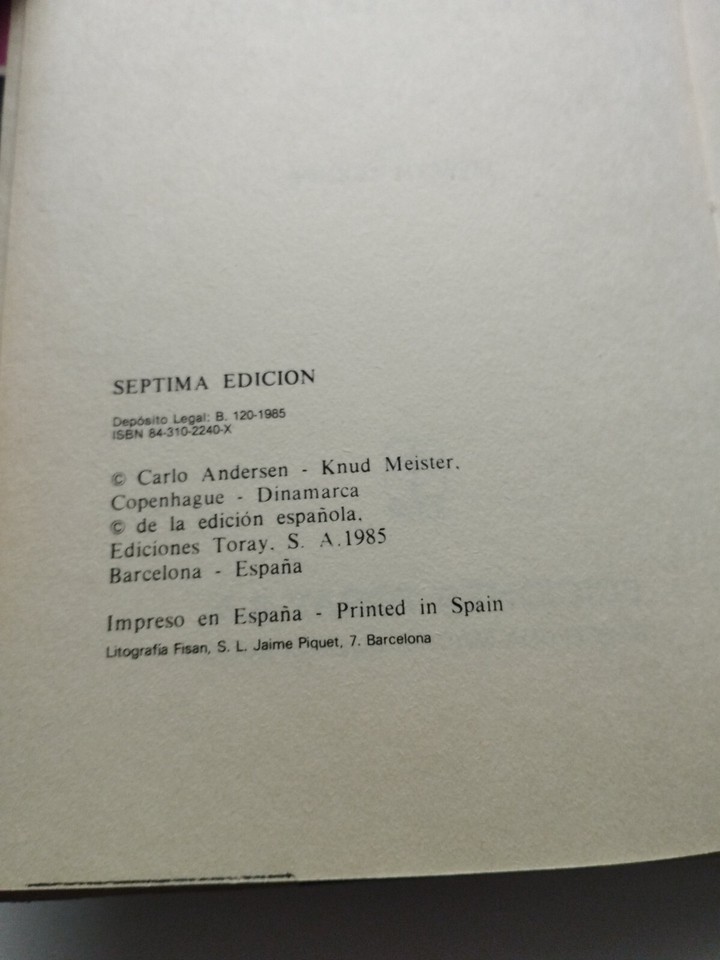 SEPTIMA EDICION
Depósito Legal: B. 120-1985
ISBN 84-310-2240-X
© Carlo Andersen - Knud Meister.
Copenhague - Dinamarca
© de la edición española.
Ediciones Toray. S. A.1985
Barcelona - España
Impreso en España - Printed in Spain
Litografía Fisan, S. L. Jaime Piquet, 7. Barcelona